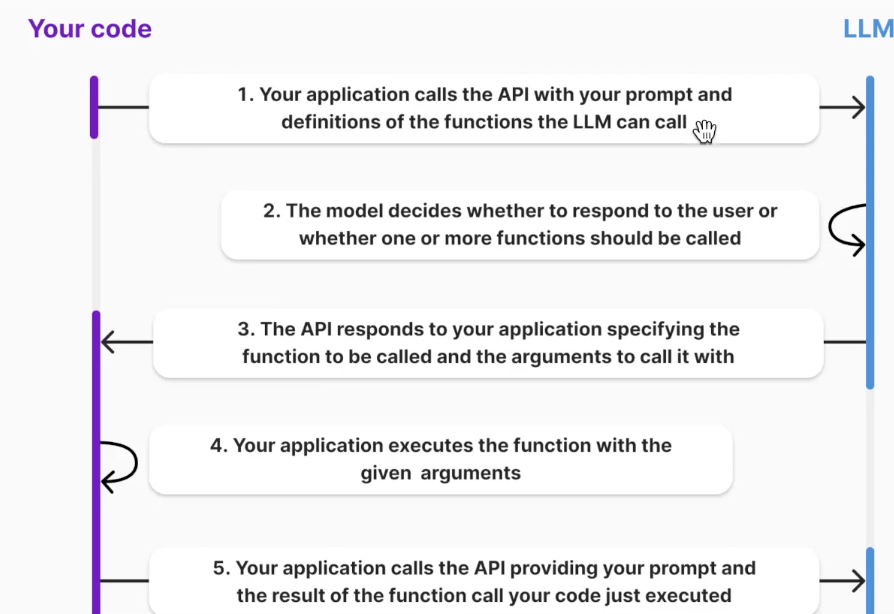 Your code
LLM
1. Your application calls the API with your prompt and
definitions of the functions the LLM can call
2. The model decides whether to respond to the user or
whether one or more functions should be called
3. The API responds to your application specifying the
function to be called and the arguments to call it with
4. Your application executes the function with the
given arguments
5. Your application calls the API providing your prompt and
the result of the function call your code just executed